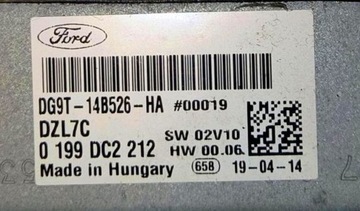 Ford
DG9T-14B526-HA #00019
DZL7C SW 02V10
0 199 DC2 212 HW 00.06
Made in Hungary 658 19-04-14